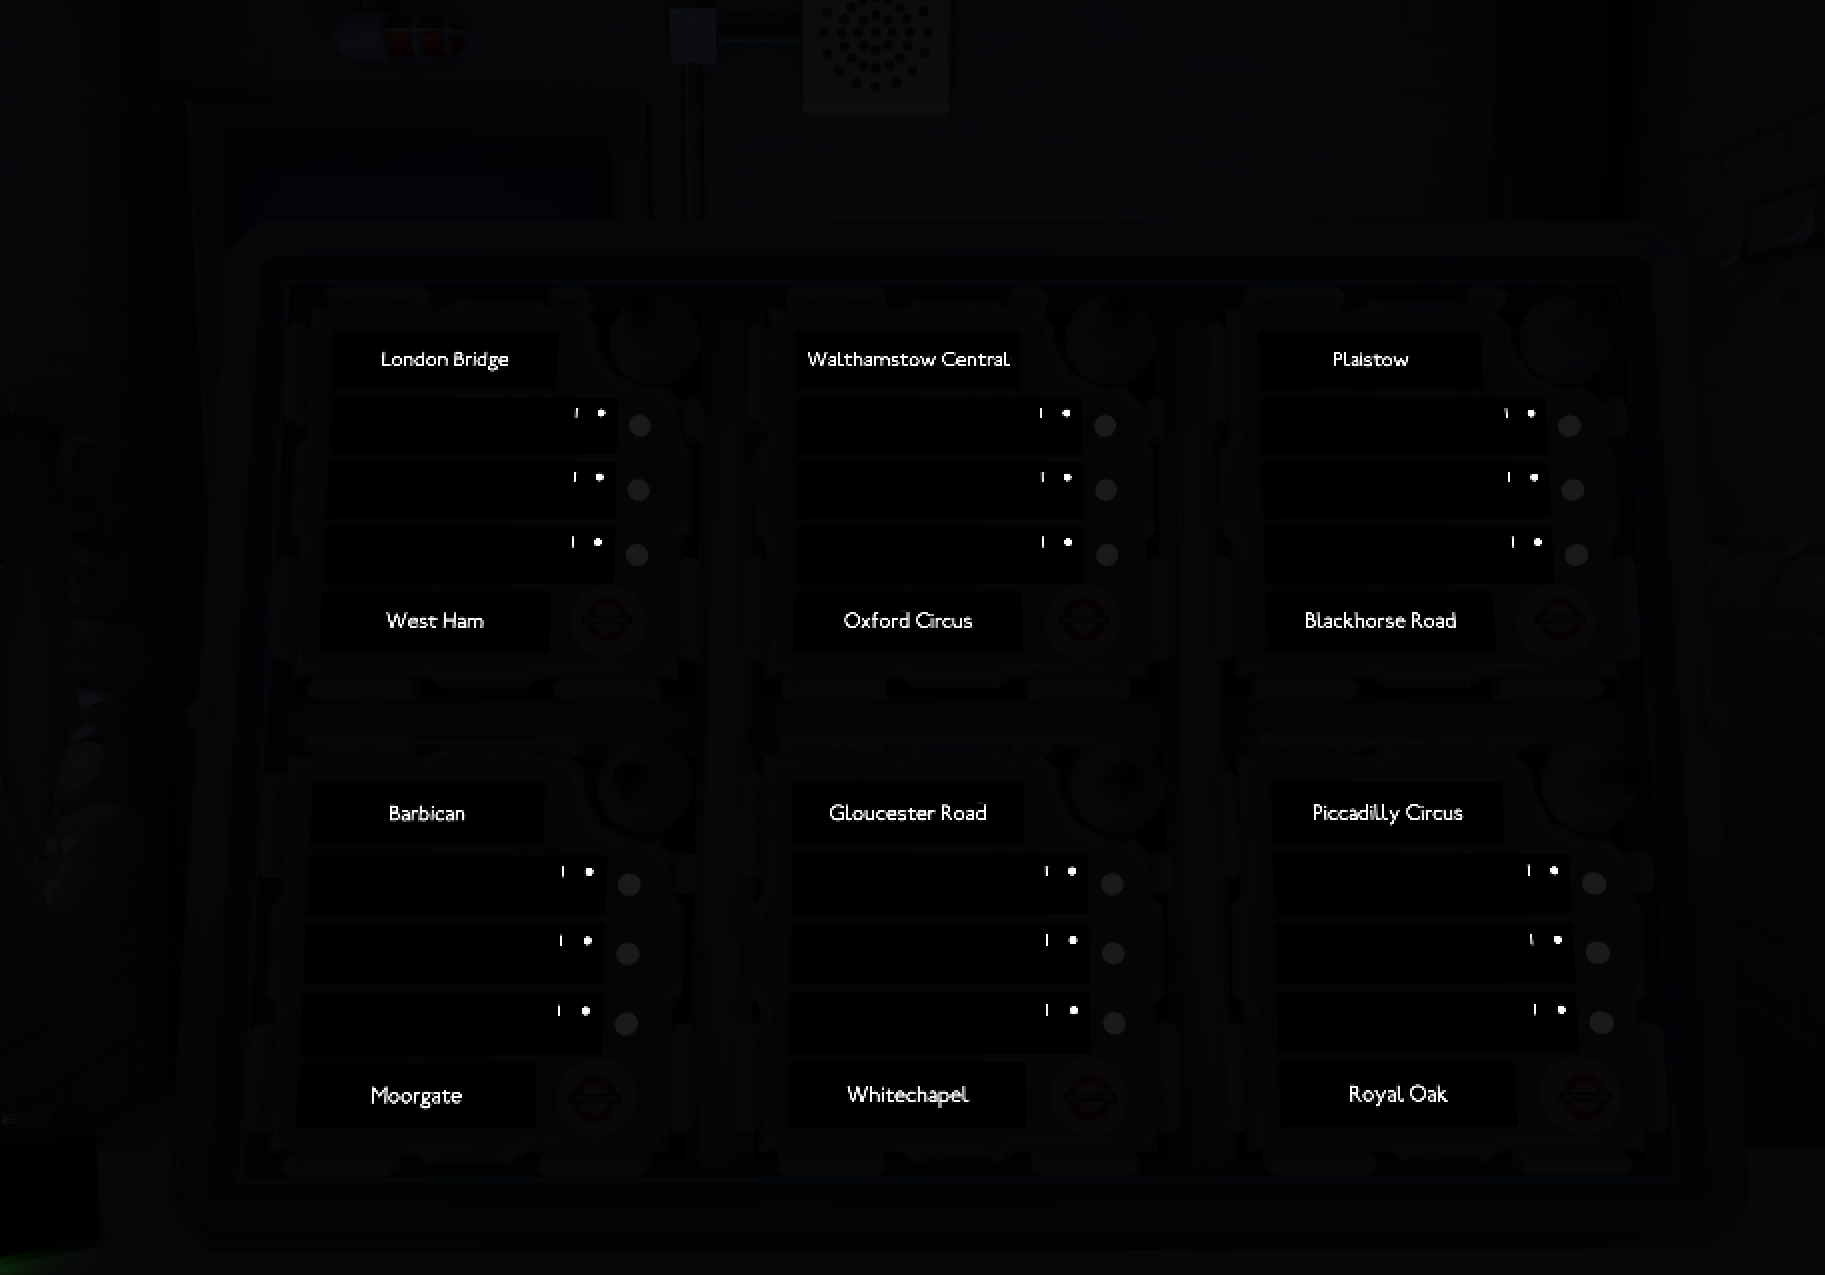 London Bridge
West Ham
Walthamstow Central
Oxford Circus
Plaistow
Blackhorse Road
Barbican
Moorgate
Gloucester Road
Whitechapel
Piccadilly Circus
Royal Oak